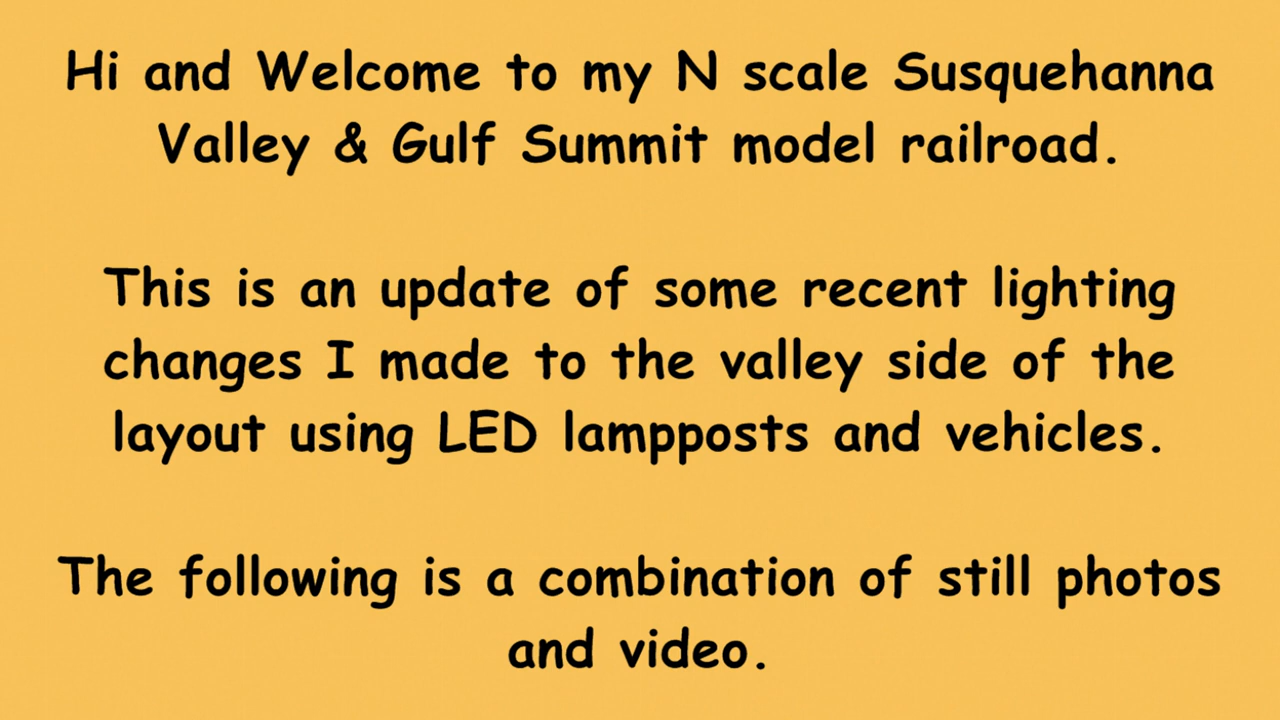 Hi and Welcome to my N scale Susquehanna
Valley & Gulf Summit model railroad.
This is an update of some recent lighting
changes I made to the valley side of the
layout using LED lampposts and vehicles.
The following is a combination of still photos
and video.